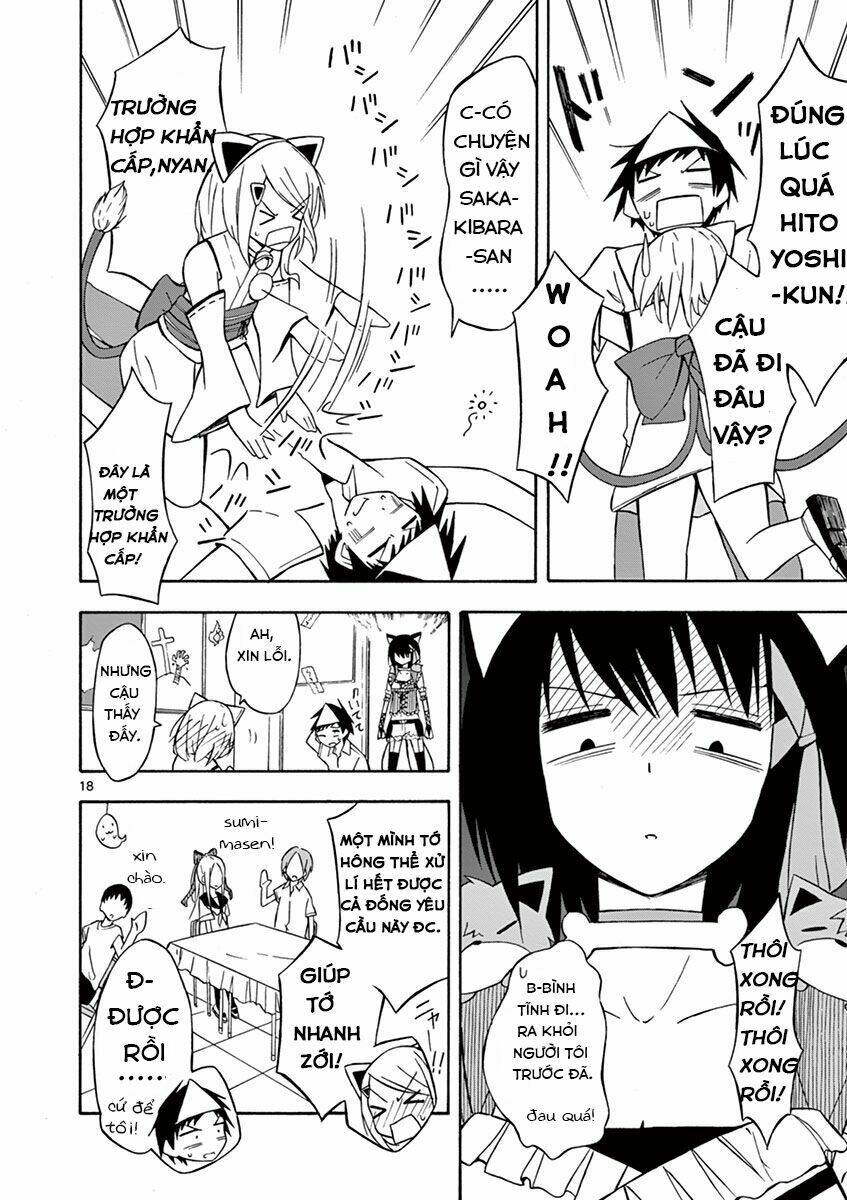 ĐÚNG
LÚC
QUÁ
HITO
YOSHI
-KUN!
CẬU
ĐÃ ĐI
ĐÂU
VẬY?
WOAH!!
C-CÓ
CHUYỆN
GÌ VẬY
SAKA-
KIBARA
-SAN
.....
TRƯỜNG
HỢP KHẨN
CẤP,NYAN
ĐÂY LÀ
MỘT
TRƯỜNG
HỢP KHẨN
CẤP!
THÔI
XONG
RỒI!
THÔI
XONG
RỒI!
B-BÌNH
TĨNH ĐI...
RA KHỎI
NGƯỜI TÔI
TRƯỚC ĐÃ.
đau quá!
AH,
XIN LỖI.
いてて
NHƯNG
CẬU
THẤY
ĐẤY.
18
MỘT MÌNH TỚ
HÔNG THỂ XỬ
LÍ HẾT ĐƯỢC
CẢ ĐỐNG YÊU
CẦU NÀY ĐC.
sumi-
masen!
xin
chào.
GIÚP
TỚ
NHANH
ZỚI!
Đ-
ĐƯỢC
RỒI
.....
cứ để
tôi!